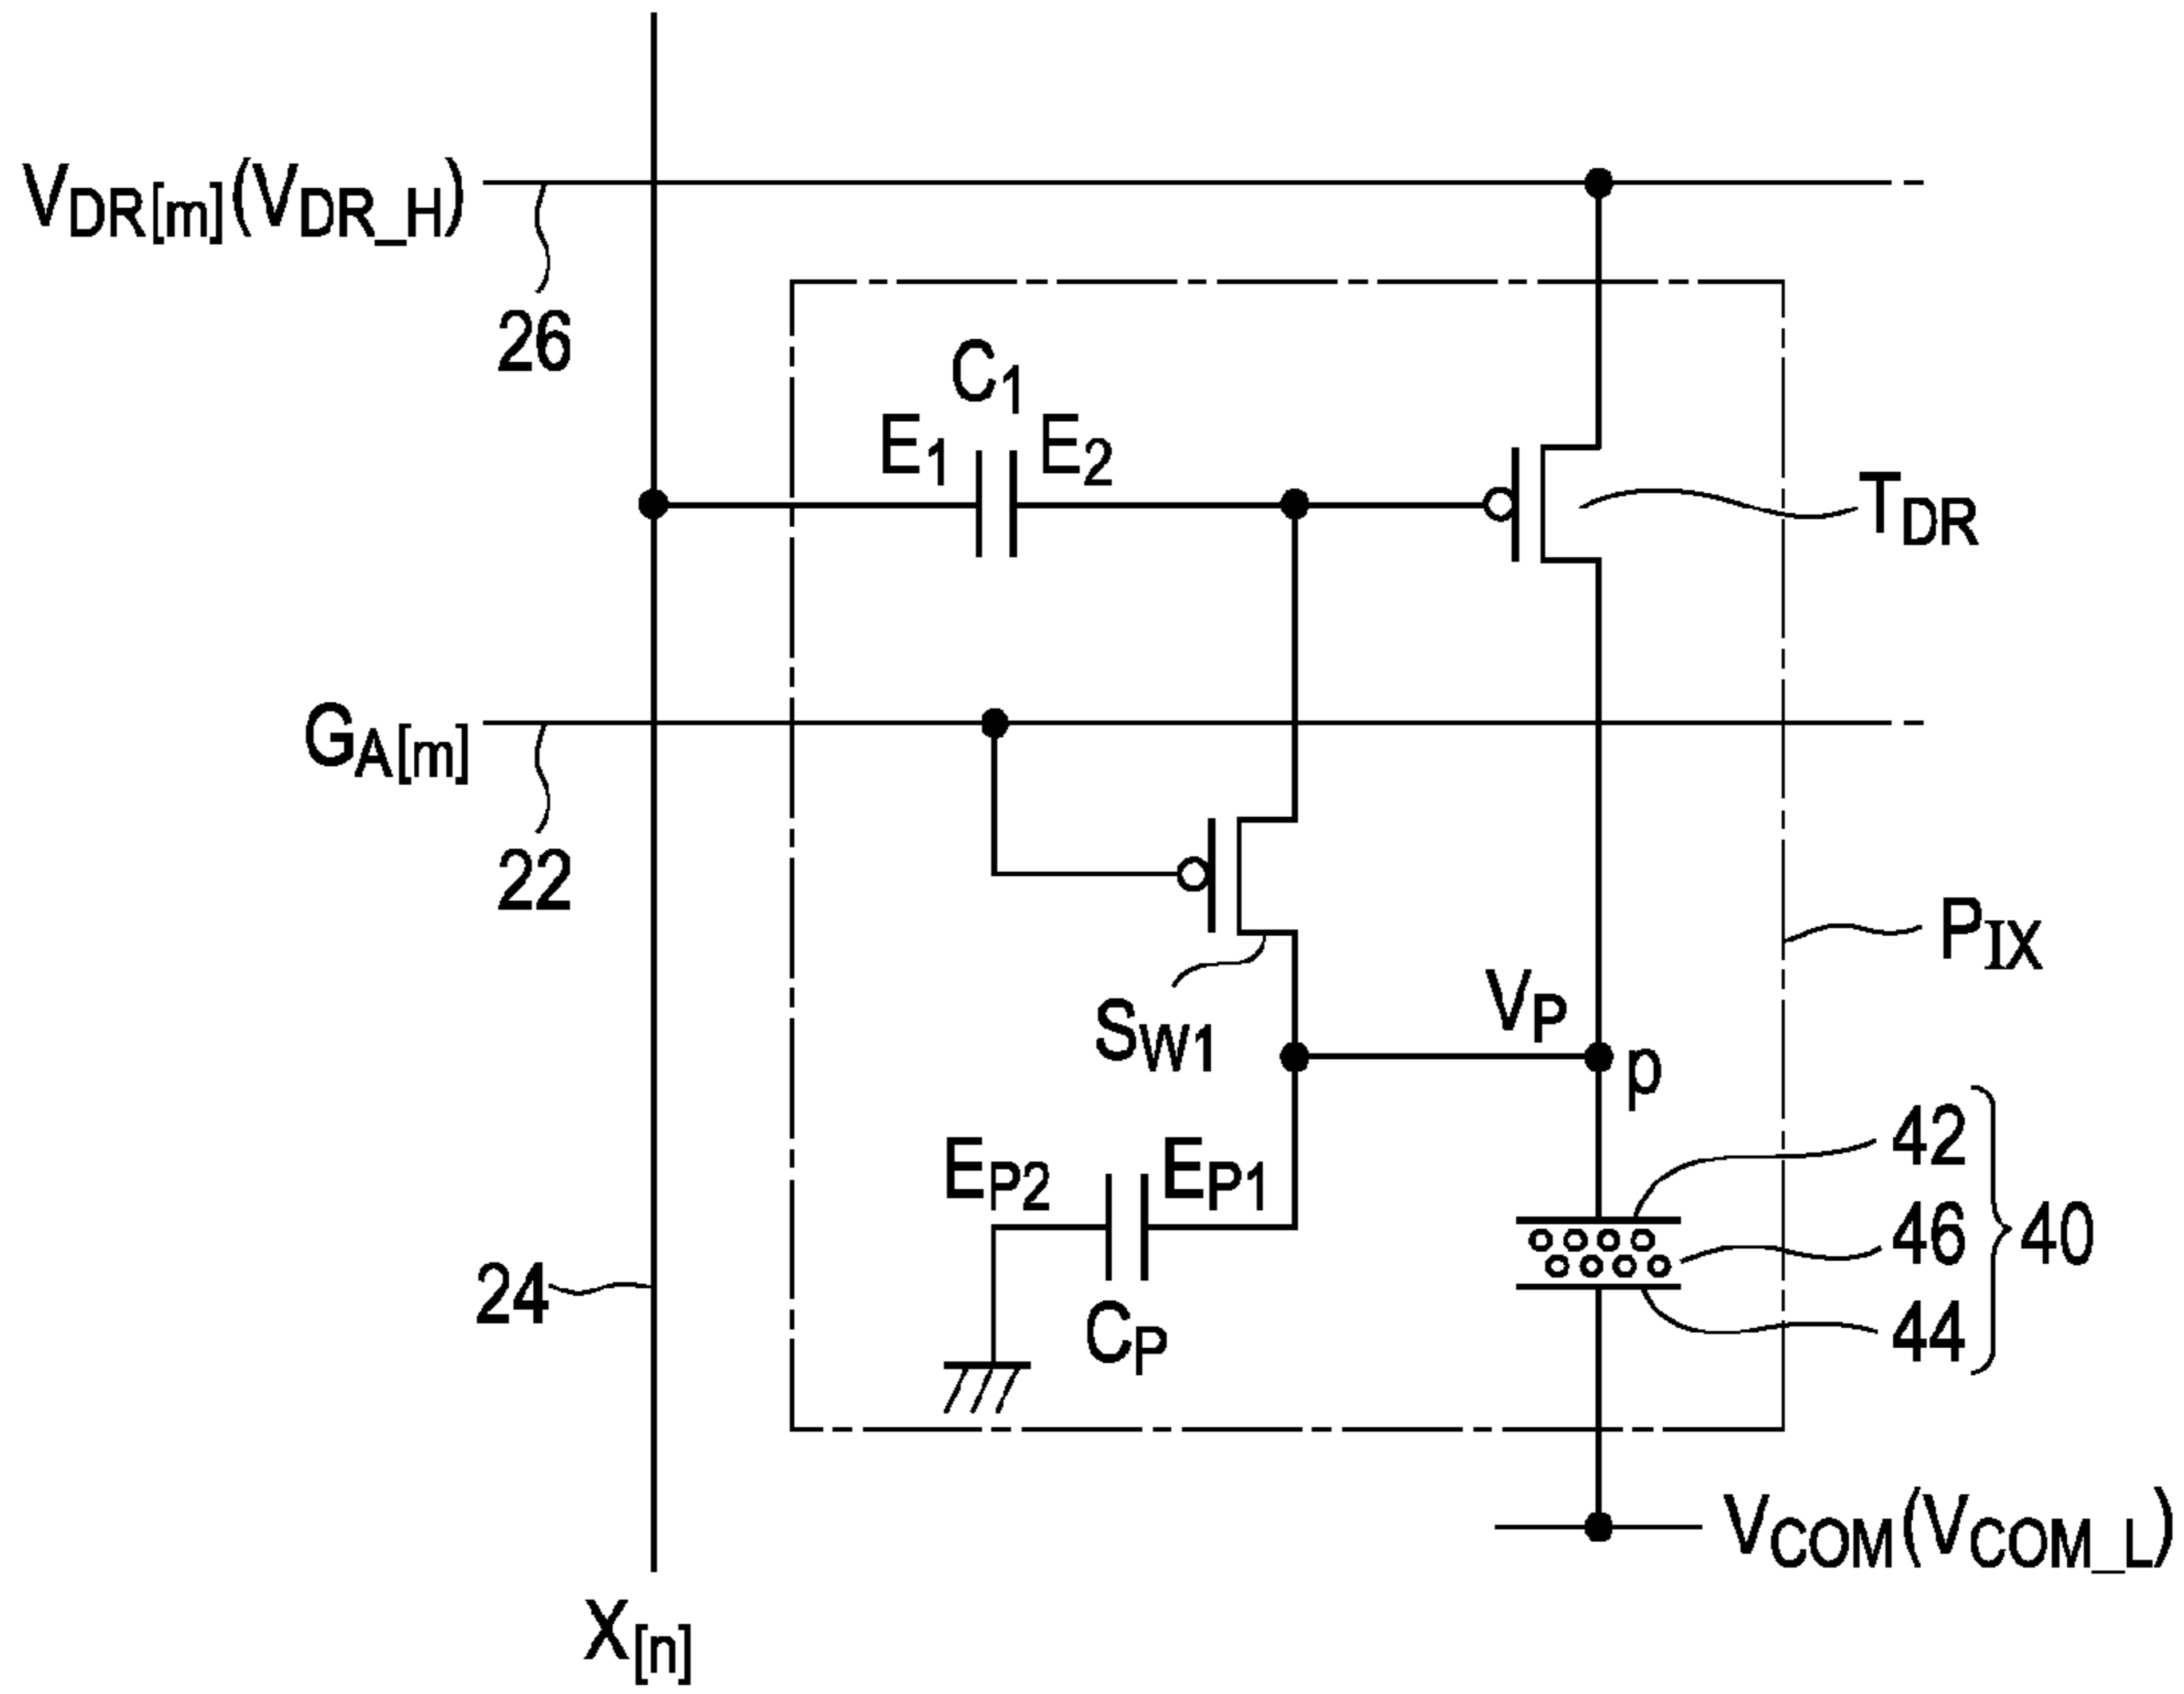 VDR[m](VDR_H)
26
C1
E1 E2
TDR
GA[m]
22
PIX
SW1
VP
p
EP2 EP1
42
46
44
40
24
CP
VCOM(VCOM_L)
X[n]